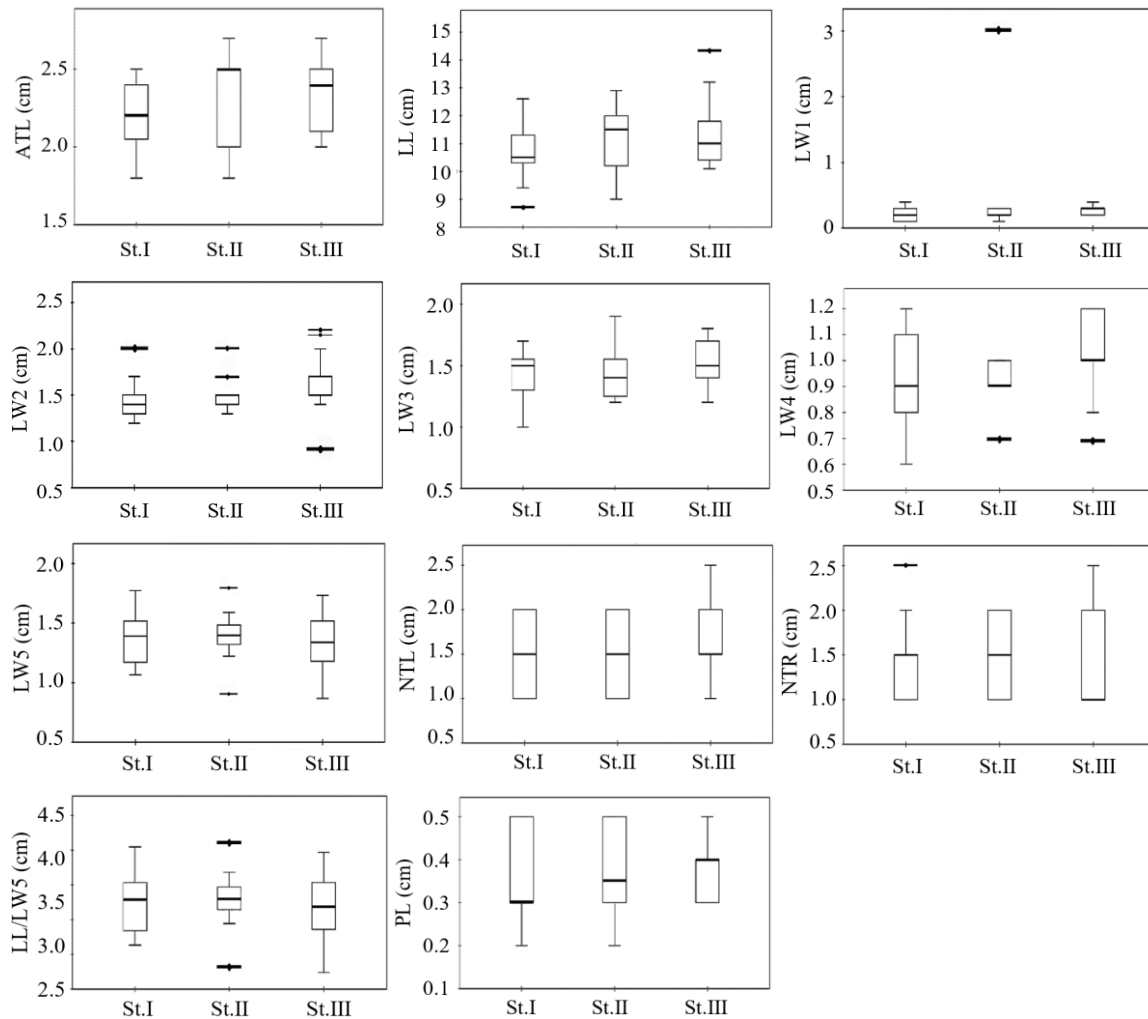 ATL (cm)
2.5
2.0
1.5
St.I St.II St.III
LL (cm)
15
14
13
12
11
10
9
8
St.I St.II St.III
LW1 (cm)
3
2
1
0
St.I St.II St.III
LW2 (cm)
2.5
2.0
1.5
1.0
0.5
St.I St.II St.III
LW3 (cm)
2.0
1.5
1.0
0.5
St.I St.II St.III
LW4 (cm)
1.2
1.1
1.0
0.9
0.8
0.7
0.6
0.5
St.I St.II St.III
LW5 (cm)
2.0
1.5
1.0
0.5
St.I St.II St.III
NTL (cm)
2.5
2.0
1.5
1.0
0.5
St.I St.II St.III
NTR (cm)
2.5
2.0
1.5
1.0
0.5
St.I St.II St.III
LL/LW5 (cm)
4.5
4.0
3.5
3.0
2.5
St.I St.II St.III
PL (cm)
0.5
0.4
0.3
0.2
0.1
St.I St.II St.III